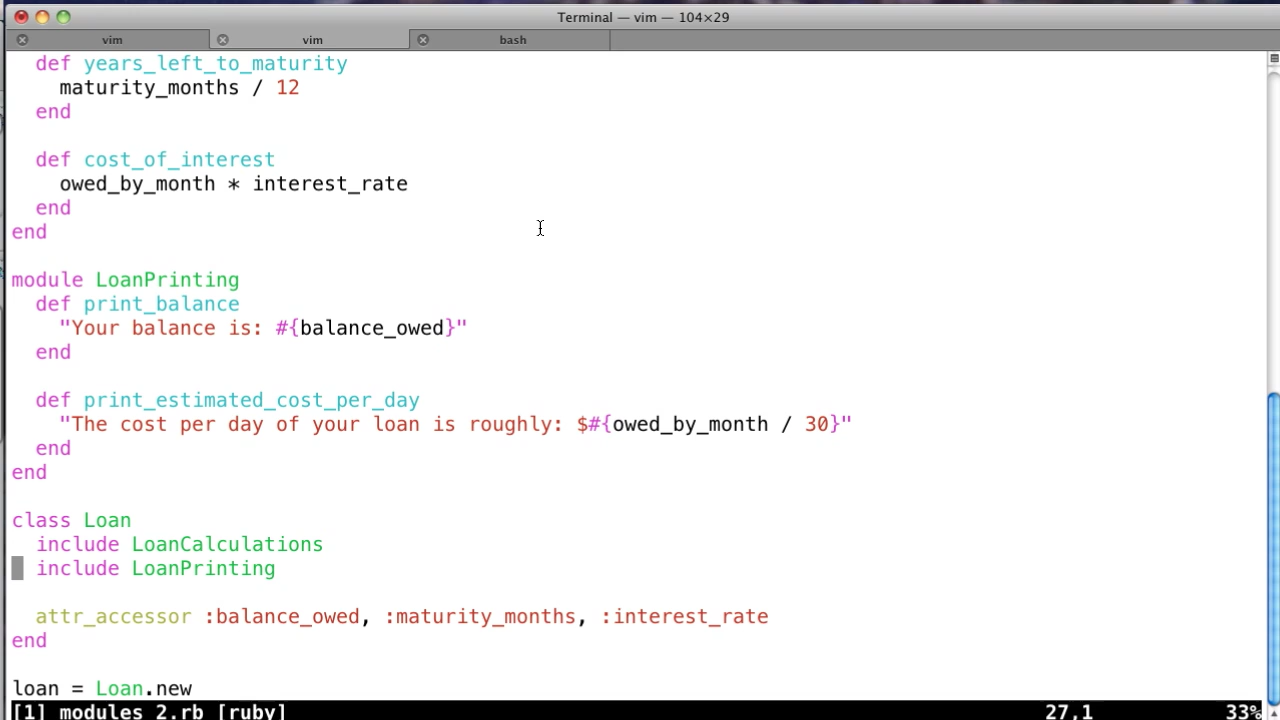 Terminal — vim — 104×29
vim vim bash
def years_left_to_maturity
maturity_months / 12
end
def cost_of_interest
owed_by_month * interest_rate
end
end
module LoanPrinting
def print_balance
"Your balance is: #{balance_owed}"
end
def print_estimated_cost_per_day
"The cost per day of your loan is roughly: $#{owed_by_month / 30}"
end
end
class Loan
include LoanCalculations
include LoanPrinting
attr_accessor :balance_owed, :maturity_months, :interest_rate
end
loan = Loan.new
[1] modules_2.rb [ruby] 27,1 33%